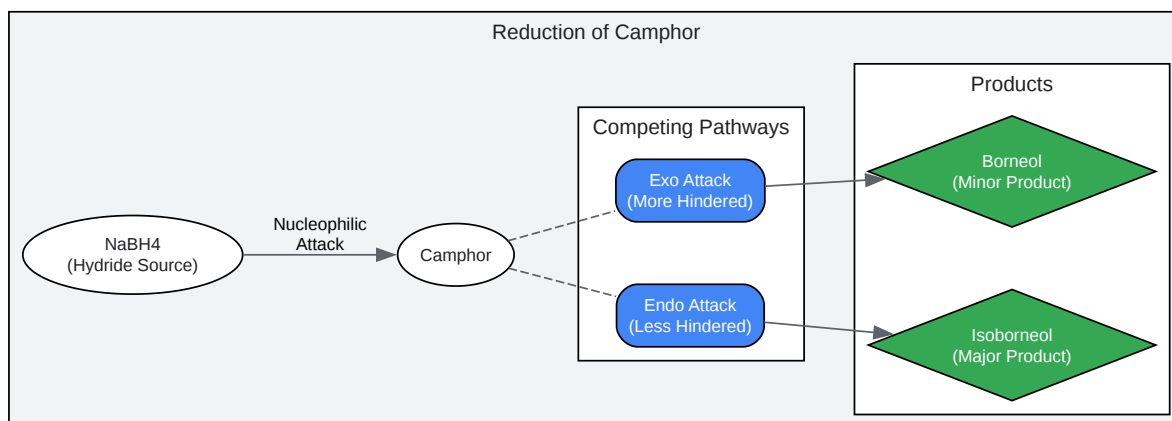 Reduction of Camphor
NaBH4
(Hydride Source)
Nucleophilic
Attack
Camphor
Competing Pathways
Exo Attack
(More Hindered)
Endo Attack
(Less Hindered)
Products
Borneol
(Minor Product)
Isoborneol
(Major Product)